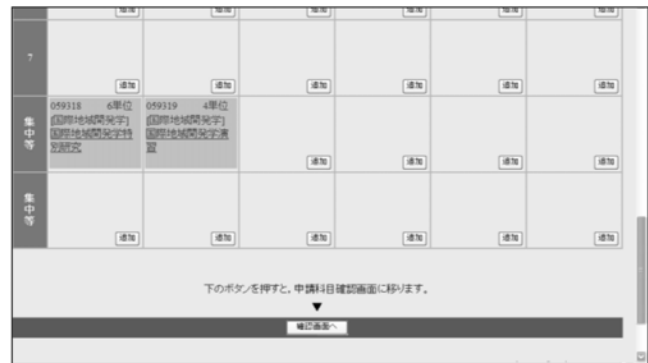 追加 追加 追加 追加 追加 追加
7
追加 追加 追加 追加 追加 追加
集中等
059318 6単位
[国際地域開発学]
国際地域開発学特
別研究
059319 4単位
[国際地域開発学]
国際地域開発学演
習
追加 追加 追加 追加
集中等
追加 追加 追加 追加 追加 追加
下のボタンを押すと、申請科目確認画面に移ります。
▼
確認画面へ